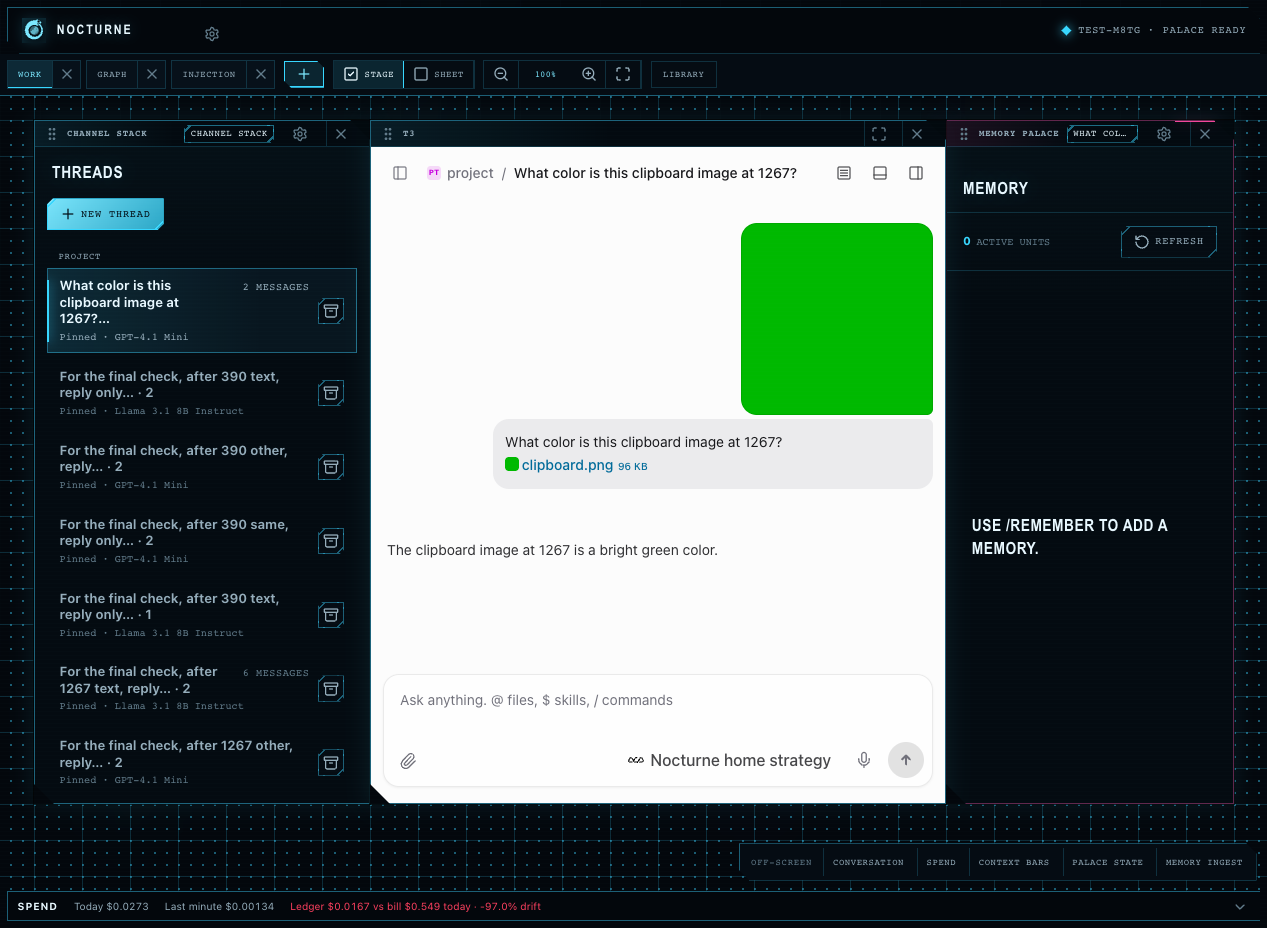 NOCTURNE
TEST-M8TG · PALACE READY
WORK
GRAPH
INJECTION
STAGE
SHEET
100%
LIBRARY
CHANNEL STACK
CHANNEL STACK
THREADS
NEW THREAD
PROJECT
What color is this
clipboard image at
1267?...
2 MESSAGES
Pinned · GPT-4.1 Mini
For the final check, after 390 text,
reply only... · 2
Pinned · Llama 3.1 8B Instruct
For the final check, after 390 other,
reply... · 2
Pinned · GPT-4.1 Mini
For the final check, after 390 same,
reply only... · 2
Pinned · GPT-4.1 Mini
For the final check, after 390 text,
reply only... · 1
Pinned · Llama 3.1 8B Instruct
For the final check, after
1267 text, reply... · 2
6 MESSAGES
Pinned · Llama 3.1 8B Instruct
For the final check, after 1267 other,
reply... · 2
Pinned · GPT-4.1 Mini
T3
PT project / What color is this clipboard image at 1267?
What color is this clipboard image at 1267?
clipboard.png 96 KB
The clipboard image at 1267 is a bright green color.
Ask anything. @ files, $ skills, / commands
Nocturne home strategy
MEMORY PALACE
WHAT COL…
MEMORY
0 ACTIVE UNITS
REFRESH
USE /REMEMBER TO ADD A
MEMORY.
OFF-SCREEN
CONVERSATION
SPEND
CONTEXT BARS
PALACE STATE
MEMORY INGEST
SPEND Today $0.0273 Last minute $0.00134 Ledger $0.0167 vs bill $0.549 today · -97.0% drift